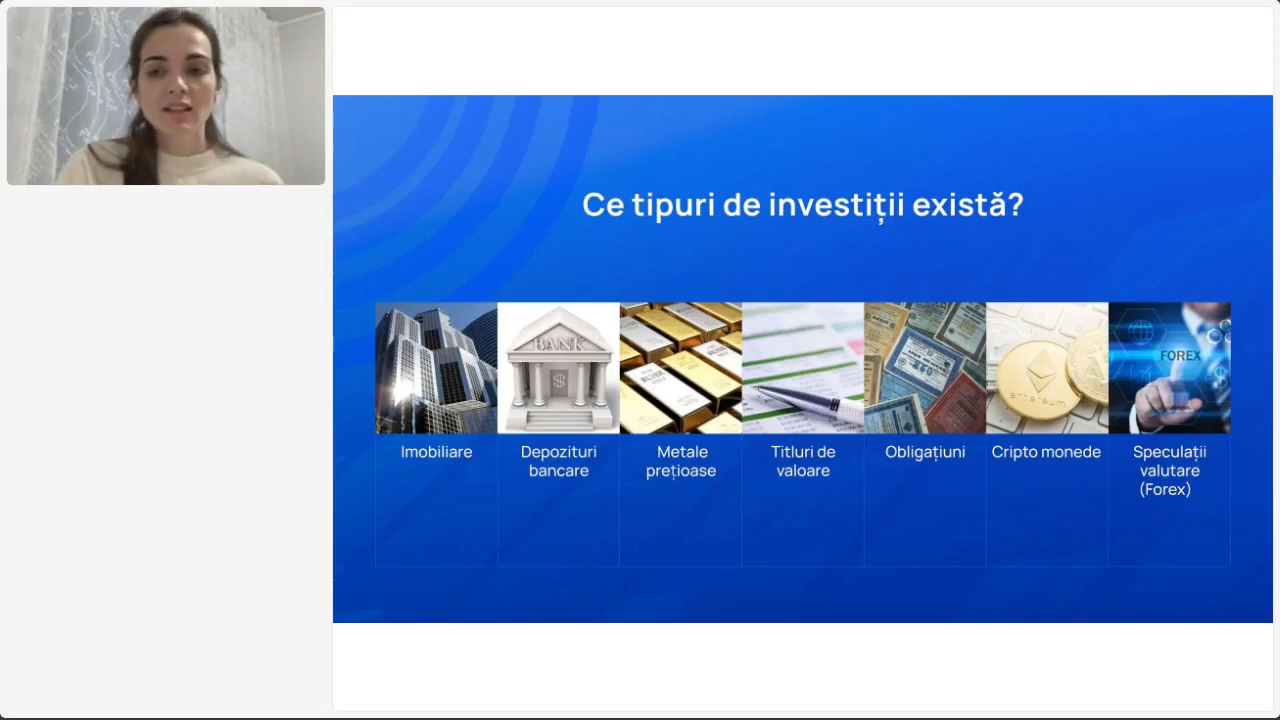 Ce tipuri de investiții există?
BANK
FOREX
ethereum
Imobiliare
Depozituri
bancare
Metale
prețioase
Titluri de
valoare
Obligațiuni
Cripto monede
Speculații
valutare
(Forex)